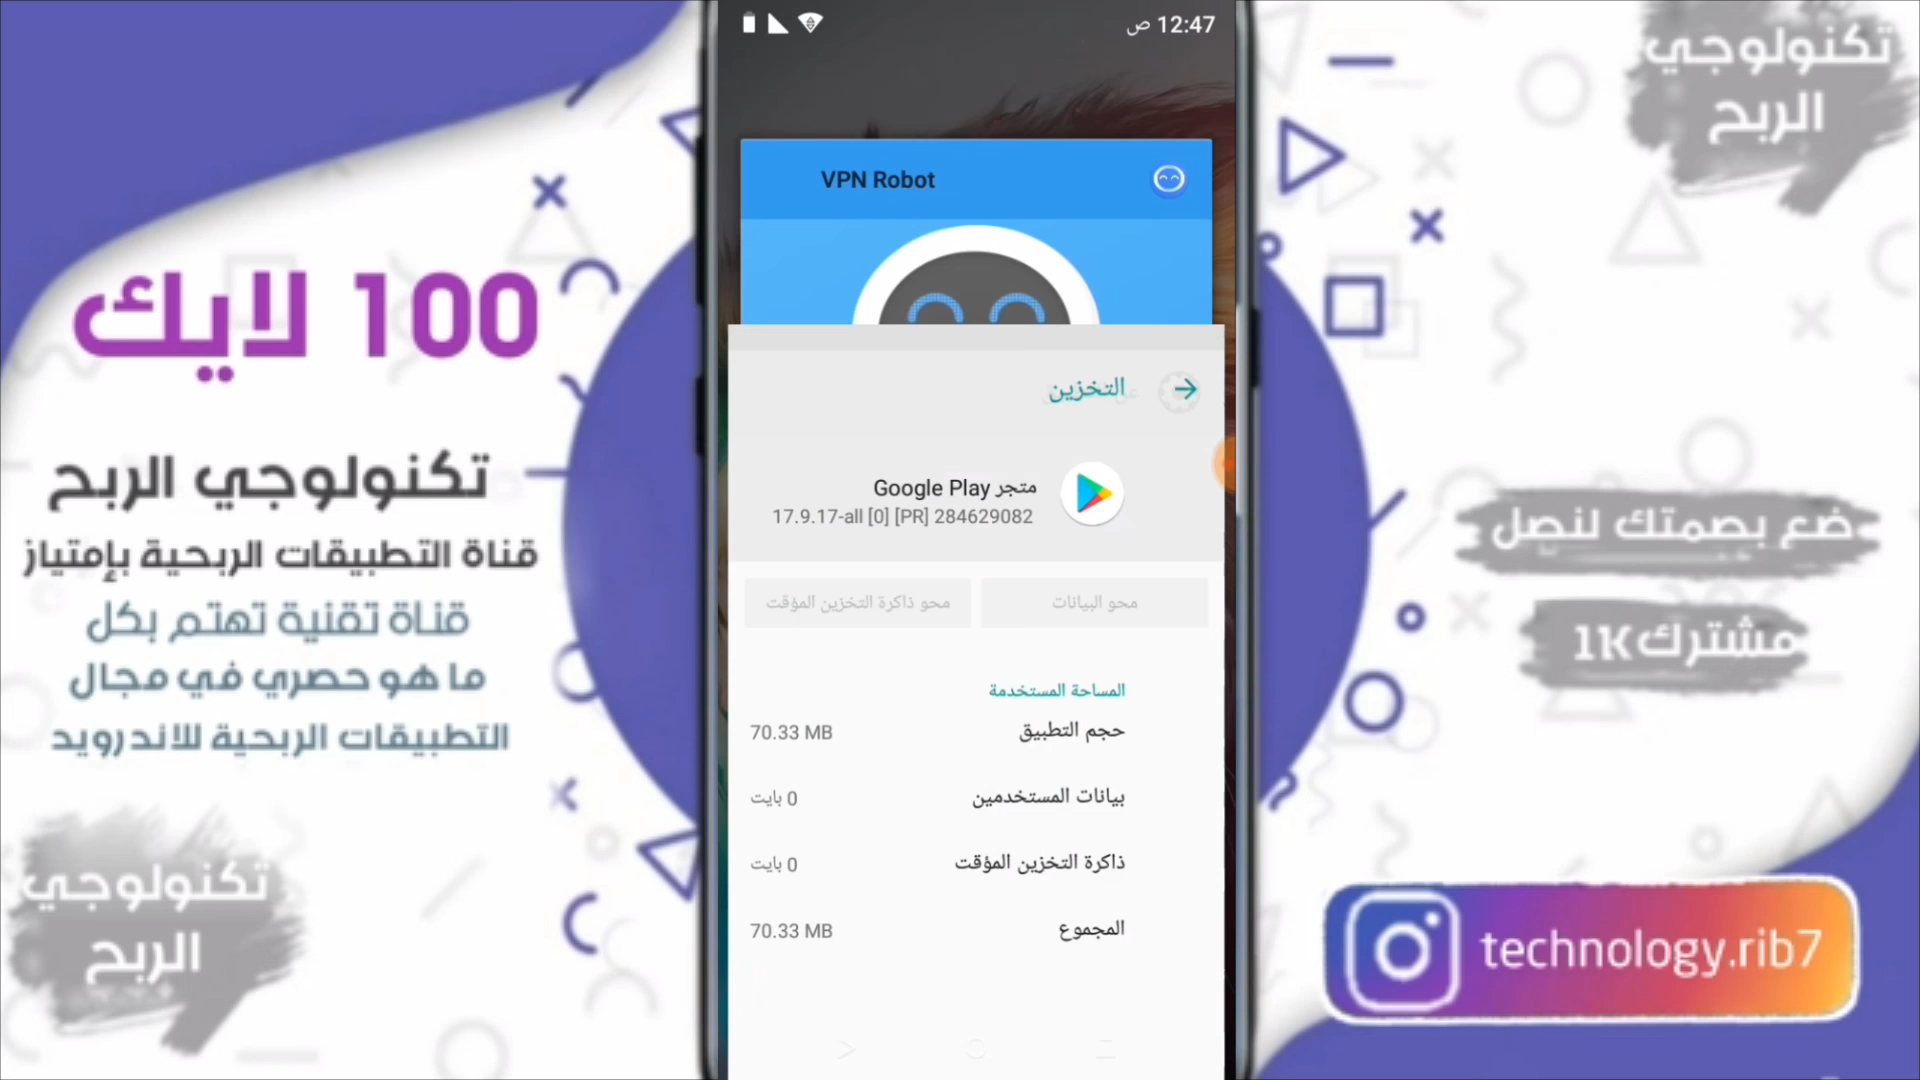 12:47 ص
VPN Robot
التخزين
متجر Google Play
17.9.17-all [0] [PR] 284629082
محو البيانات
محو ذاكرة التخزين المؤقت
المساحة المستخدمة
حجم التطبيق
70.33 MB
بيانات المستخدمين
0 بايت
ذاكرة التخزين المؤقت
0 بايت
المجموع
70.33 MB
100 لايك
تكنولوجي الربح
قناة التطبيقات الربحية بإمتياز
قناة تقنية تهتم بكل
ما هو حصري في مجال
التطبيقات الربحية للاندرويد
تكنولوجي
الربح
تكنولوجي
الربح
ضع بصمتك لنصل
1K مشترك
technology.rib7